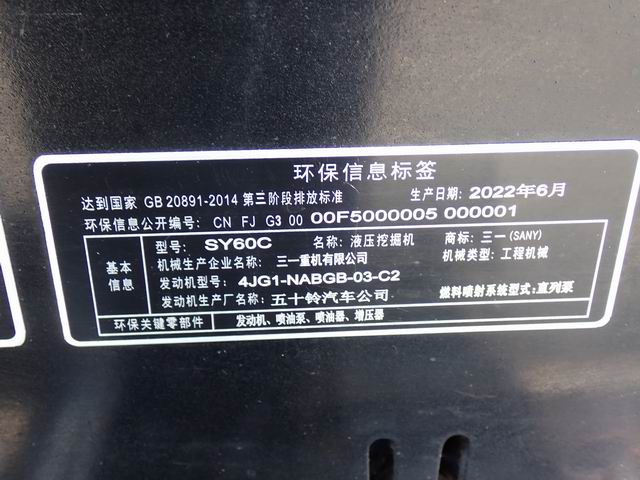 环保信息标签
达到国家 GB 20891-2014 第三阶段排放标准 生产日期: 2022年6月
环保信息公开编号: CN FJ G3 00 00F5000005 000001
型号: SY60C 名称: 液压挖掘机 商标: 三一(SANY)
机械生产企业名称: 三一重机有限公司 机械类型: 工程机械
基本信息 发动机型号: 4JG1-NABGB-03-C2
发动机生产厂名称: 五十铃汽车公司 燃料喷射系统型式: 直列泵
环保关键零部件 发动机、喷油泵、喷油器、增压器